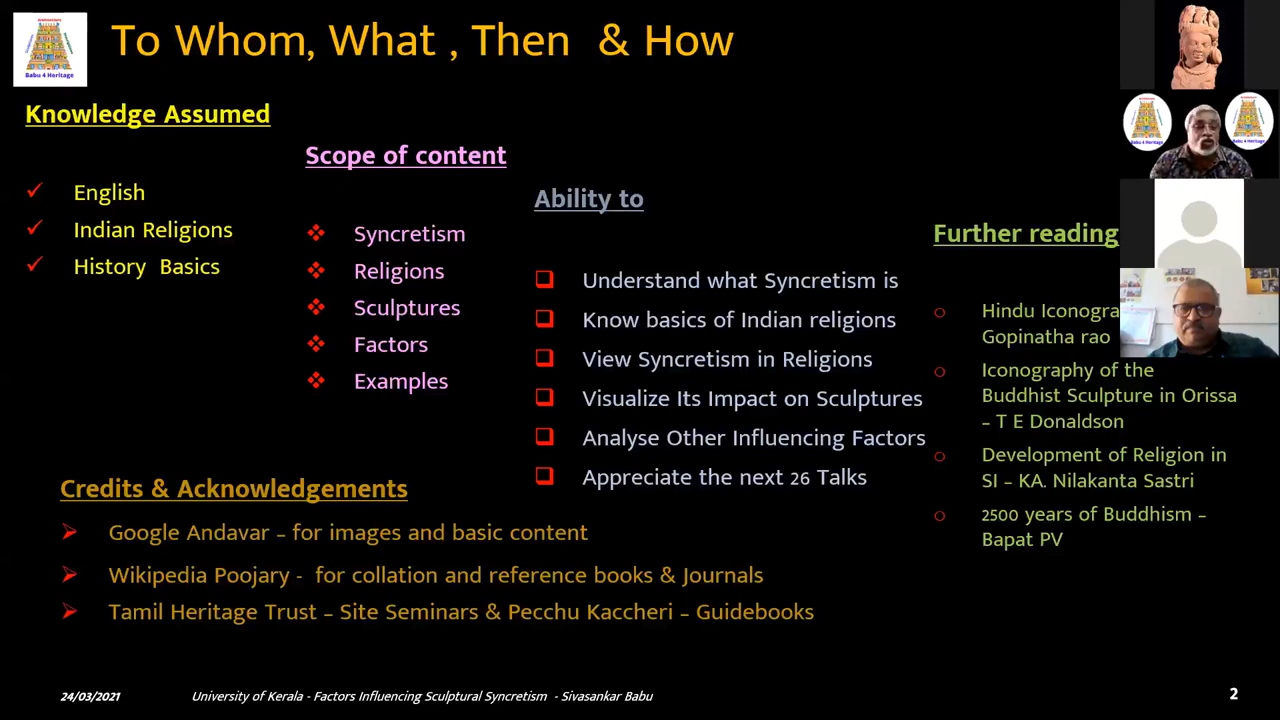 To Whom, What , Then & How
Babu 4 Heritage
Knowledge Assumed
English
Indian Religions
History Basics
Scope of content
Syncretism
Religions
Sculptures
Factors
Examples
Ability to
Understand what Syncretism is
Know basics of Indian religions
View Syncretism in Religions
Visualize Its Impact on Sculptures
Analyse Other Influencing Factors
Appreciate the next 26 Talks
Further reading
Hindu
Gopinatha rao
Iconography of the
Buddhist Sculpture in Orissa
– T E Donaldson
Development of Religion in
SI – KA. Nilakanta Sastri
2500 years of Buddhism –
Bapat PV
Credits & Acknowledgements
Google Andavar – for images and basic content
Wikipedia Poojary - for collation and reference books & Journals
Tamil Heritage Trust – Site Seminars & Pecchu Kaccheri – Guidebooks
24/03/2021
University of Kerala - Factors Influencing Sculptural Syncretism - Sivasankar Babu
2